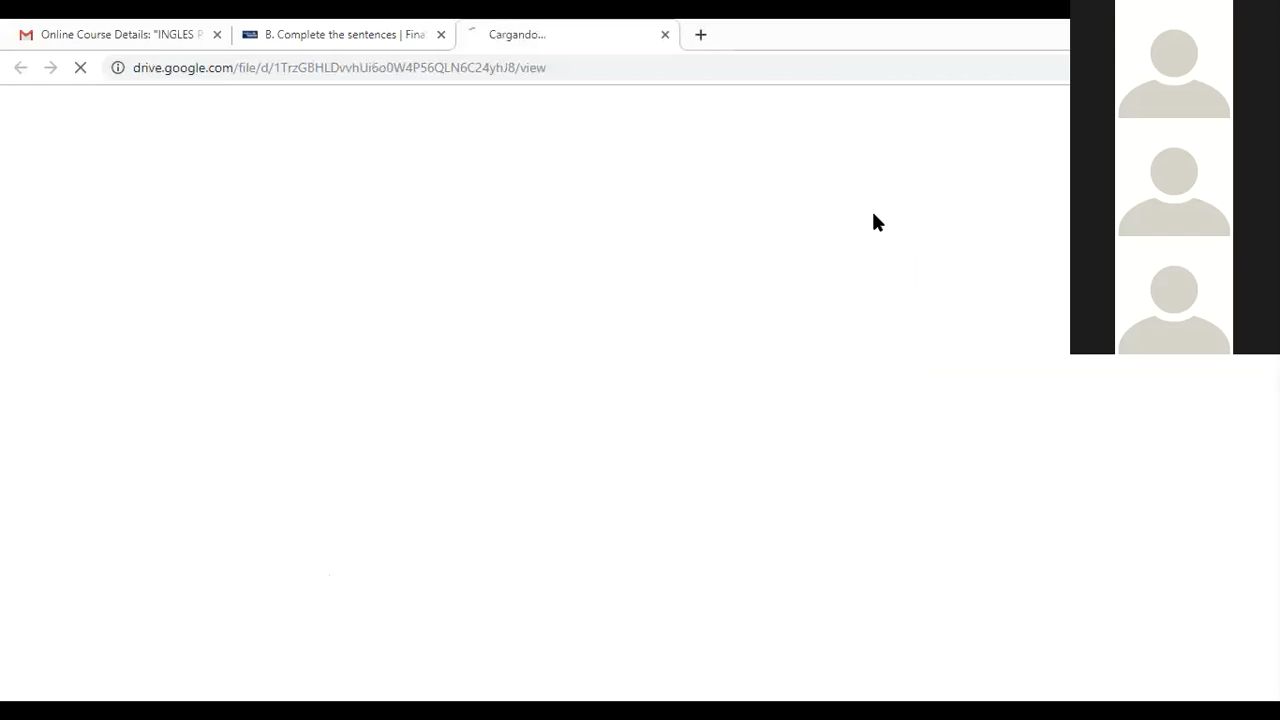 Online Course Details: "INGLES P
B. Complete the sentences | Fina
Cargando...
drive.google.com/file/d/1TrzGBHLDvvhUi6o0W4P56QLN6C24yhJ8/view